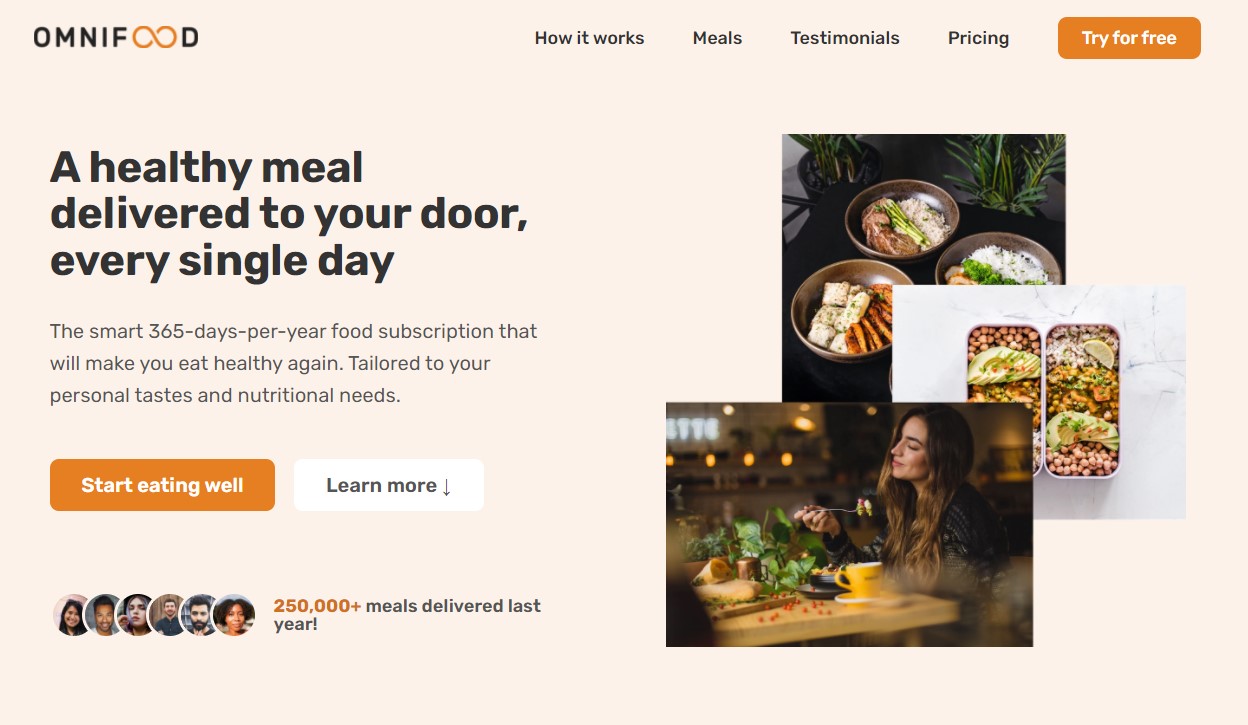 OMNIFOOD
How it works
Meals
Testimonials
Pricing
Try for free
A healthy meal
delivered to your door,
every single day
The smart 365-days-per-year food subscription that
will make you eat healthy again. Tailored to your
personal tastes and nutritional needs.
Start eating well
Learn more ↓
250,000+ meals delivered last
year!